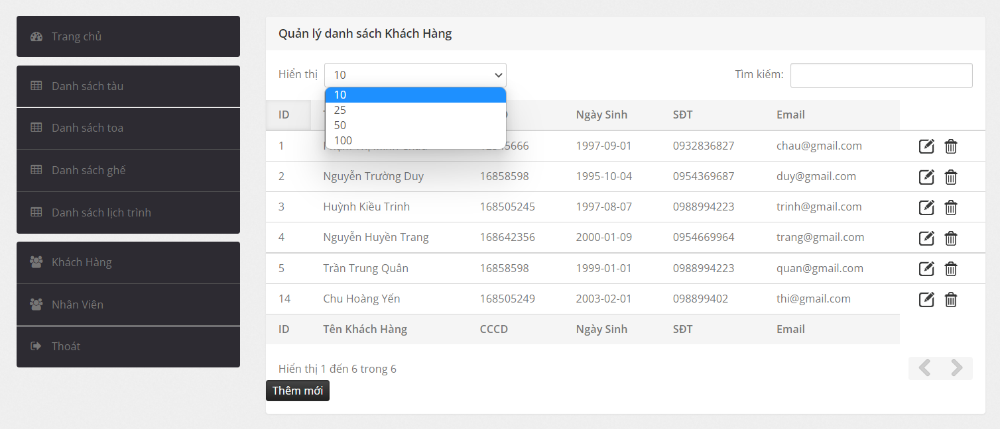 Trang chủ
Danh sách tàu
Danh sách toa
Danh sách ghế
Danh sách lịch trình
Khách Hàng
Nhân Viên
Thoát
Quản lý danh sách Khách Hàng
Hiển thị 10 Tìm kiếm:
10
25
50
100
ID Ngày Sinh SĐT Email
1 1997-09-01 0932836827 chau@gmail.com
2 Nguyễn Trường Duy 16858598 1995-10-04 0954369687 duy@gmail.com
3 Huỳnh Kiều Trinh 168505245 1997-08-07 0988994223 trinh@gmail.com
4 Nguyễn Huyền Trang 168642356 2000-01-09 0954669964 trang@gmail.com
5 Trần Trung Quân 16858598 1999-01-01 0988994223 quan@gmail.com
14 Chu Hoàng Yến 168505249 2003-02-01 098899402 thi@gmail.com
ID Tên Khách Hàng CCCD Ngày Sinh SĐT Email
Hiển thị 1 đến 6 trong 6
Thêm mới